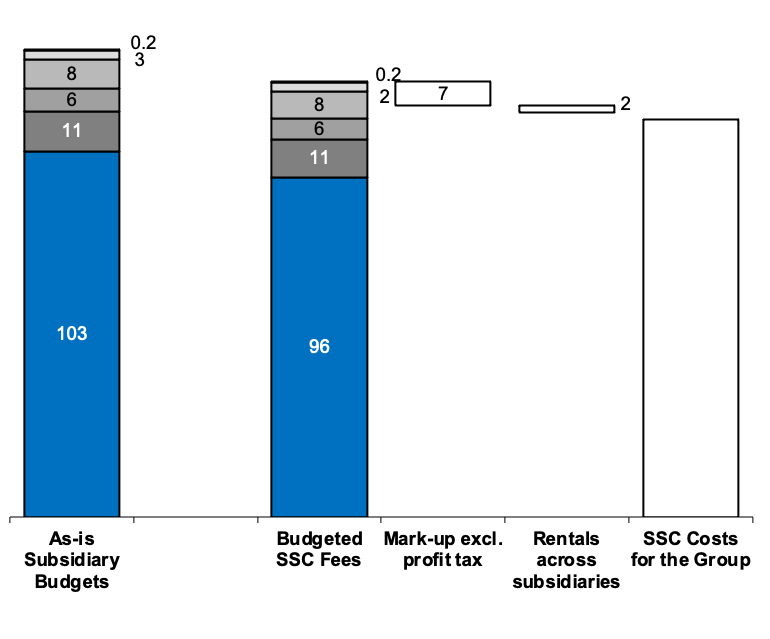 0.2
3
8
6
11
103
0.2
2
8
6
11
96
7
2
As-is
Subsidiary
Budgets
Budgeted
SSC Fees
Mark-up excl.
profit tax
Rentals
across
subsidiaries
SSC Costs
for the Group